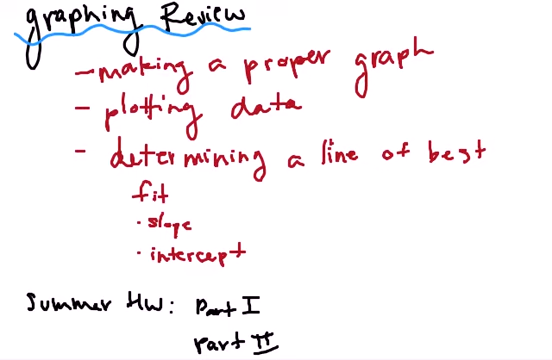 graphing Review
- making a proper graph
- plotting data
- determining a line of best
fit
· slope
· intercept
Summer HW: Part I
Part II